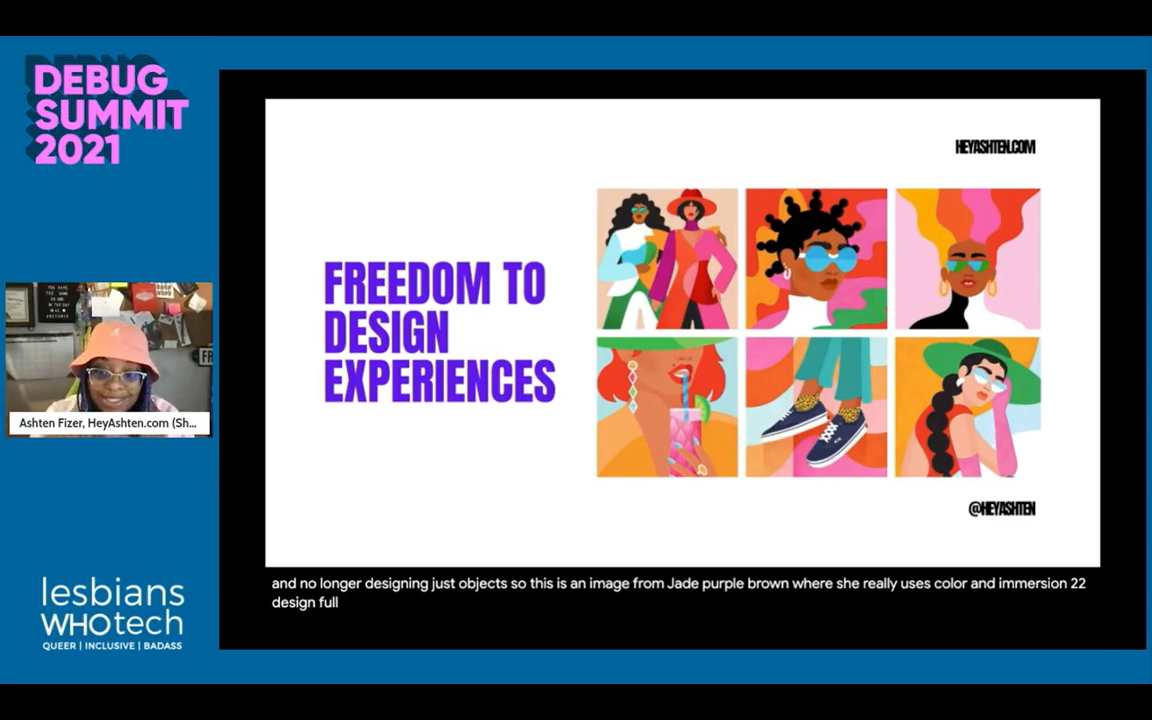 DEBUG
SUMMIT
2021
HEYASHTEN.COM
FREEDOM TO
DESIGN
EXPERIENCES
@HEYASHTEN
Ashten Fizer, HeyAshten.com (Sh...
lesbians
WHOtech
QUEER | INCLUSIVE | BADASS
and no longer designing just objects so this is an image from Jade purple brown where she really uses color and immersion 22
design full